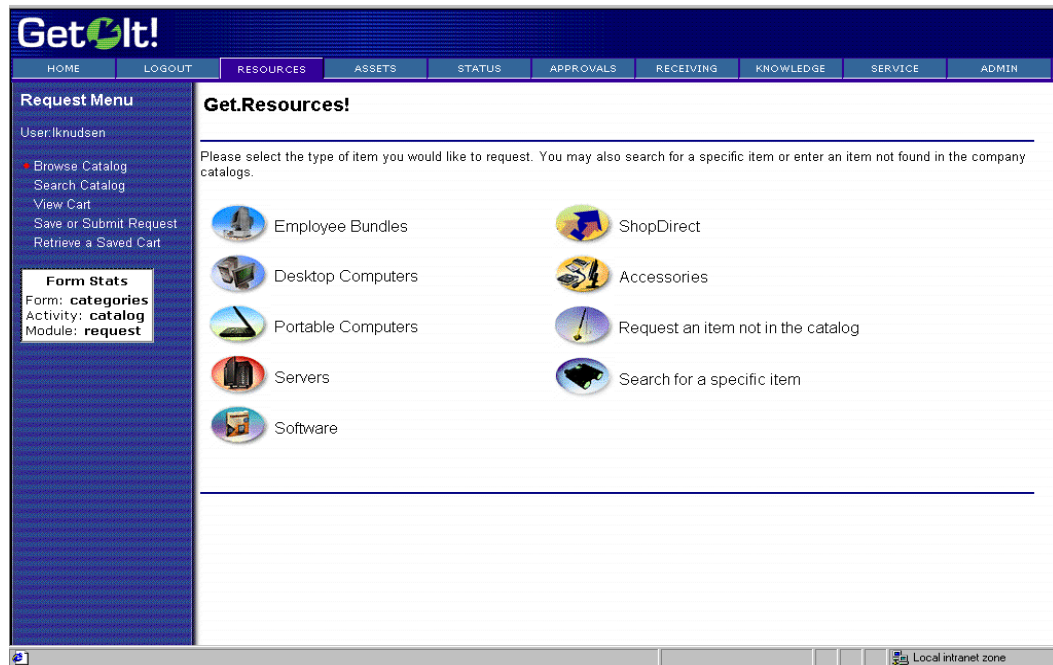 Get It!
HOME LOGOUT RESOURCES ASSETS STATUS APPROVALS RECEIVING KNOWLEDGE SERVICE ADMIN
Request Menu
User:lknudsen
Browse Catalog
Search Catalog
View Cart
Save or Submit Request
Retrieve a Saved Cart
Form Stats
Form: categories
Activity: catalog
Module: request
Get.Resources!
Please select the type of item you would like to request. You may also search for a specific item or enter an item not found in the company
catalogs.
Employee Bundles
ShopDirect
Desktop Computers
Accessories
Portable Computers
Request an item not in the catalog
Servers
Search for a specific item
Software
Local intranet zone